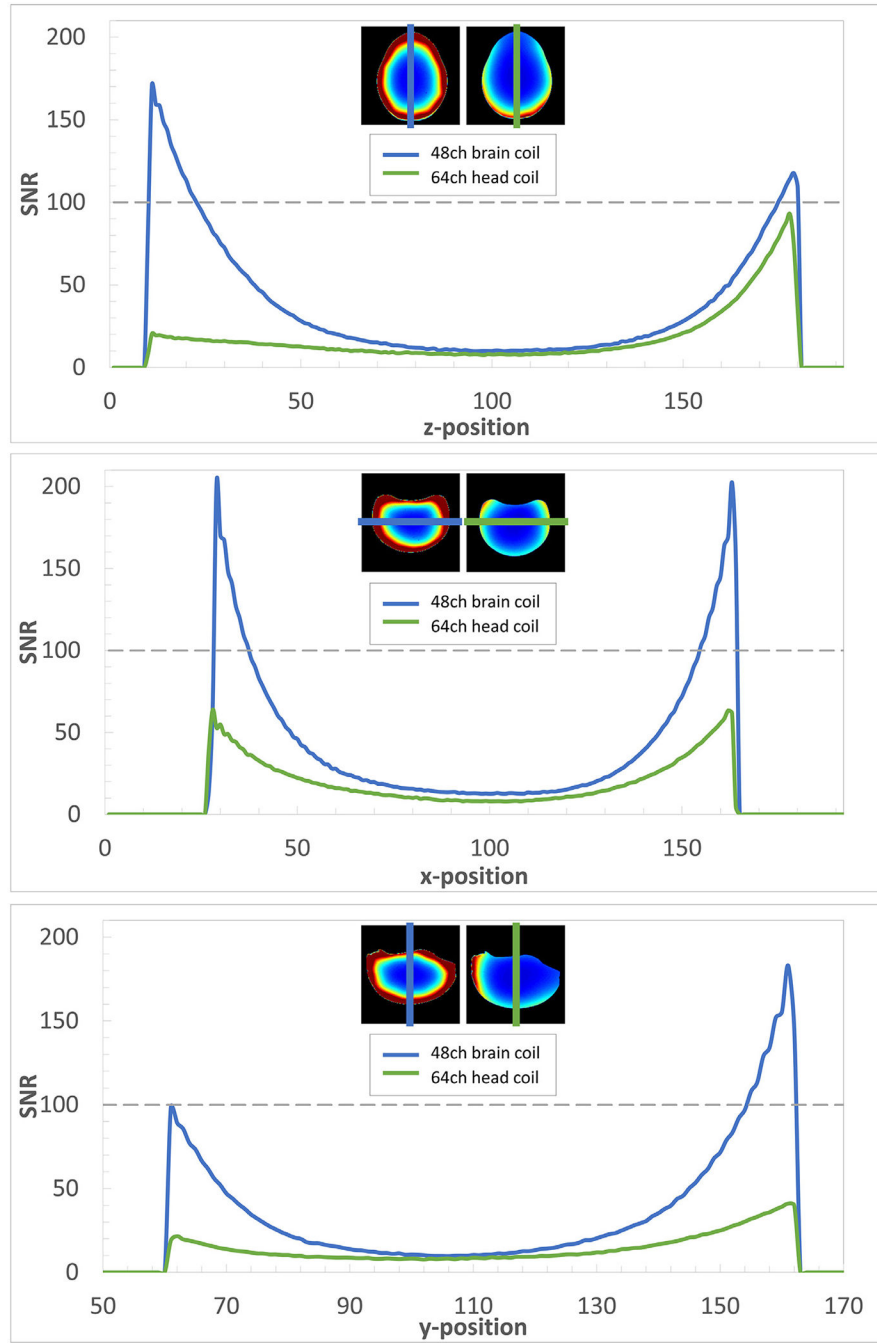 200
150
100
50
0
SNR
48ch brain coil
64ch head coil
0 50 100 150
z-position
200
150
100
50
0
SNR
48ch brain coil
64ch head coil
0 50 100 150
x-position
200
150
100
50
0
SNR
48ch brain coil
64ch head coil
50 70 90 110 130 150 170
y-position